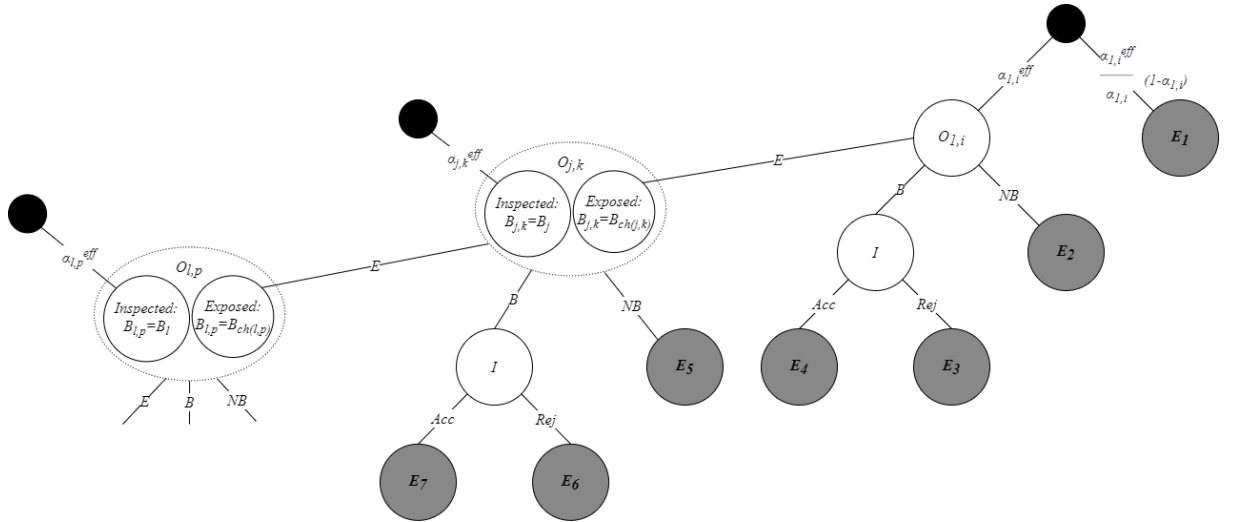 α1,i^eff
α1,i^eff
α1,i
(1-α1,i)
O1,i
E1
αj,k^eff
Oj,k
E
B
NB
Inspected:
Bj,k=Bj
Exposed:
Bj,k=Bch(j,k)
I
E2
αl,p^eff
Ol,p
E
B
NB
Acc
Rej
Inspected:
Bl,p=Bl
Exposed:
Bl,p=Bch(l,p)
I
E5
E4
E3
E
B
NB
Acc
Rej
E7
E6